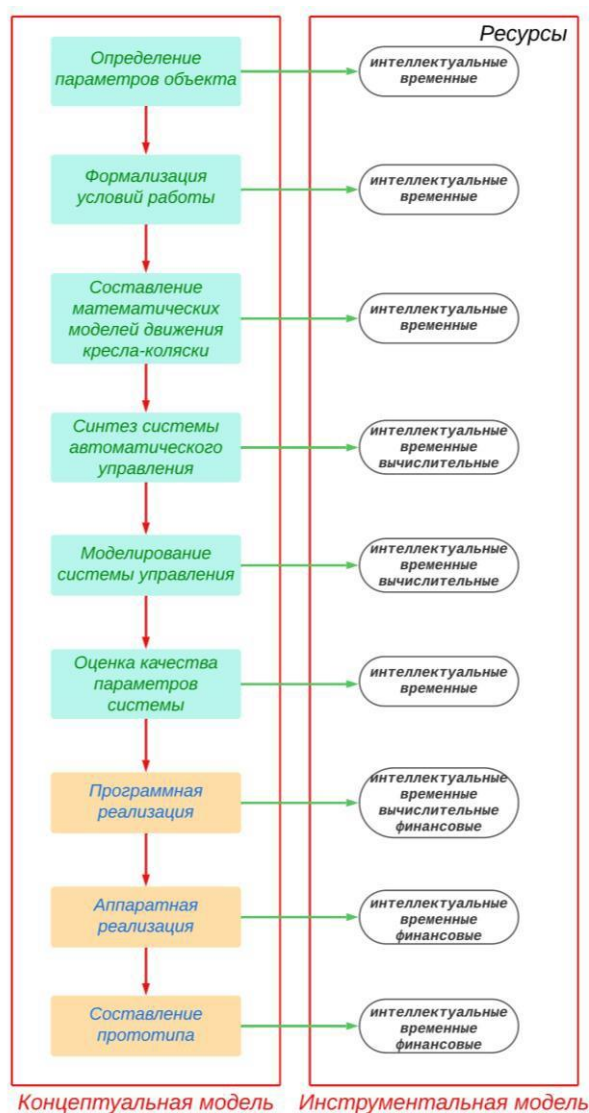 Ресурсы
Определение
параметров объекта
интеллектуальные
временные
Формализация
условий работы
интеллектуальные
временные
Составление
математических
моделей движения
кресла-коляски
интеллектуальные
временные
Синтез системы
автоматического
управления
интеллектуальные
временные
вычислительные
Моделирование
системы управления
интеллектуальные
временные
вычислительные
Оценка качества
параметров
системы
интеллектуальные
временные
Программная
реализация
интеллектуальные
временные
вычислительные
финансовые
Аппаратная
реализация
интеллектуальные
временные
финансовые
Составление
прототипа
интеллектуальные
временные
финансовые
Концептуальная модель
Инструментальная модель